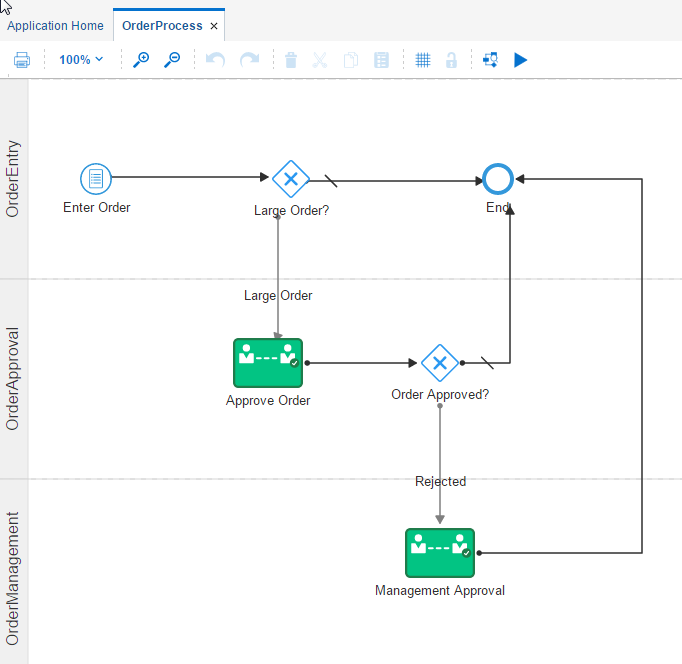 Application Home
OrderProcess
100%
OrderEntry
Enter Order
Large Order?
End
Large Order
OrderApproval
Approve Order
Order Approved?
Rejected
OrderManagement
Management Approval